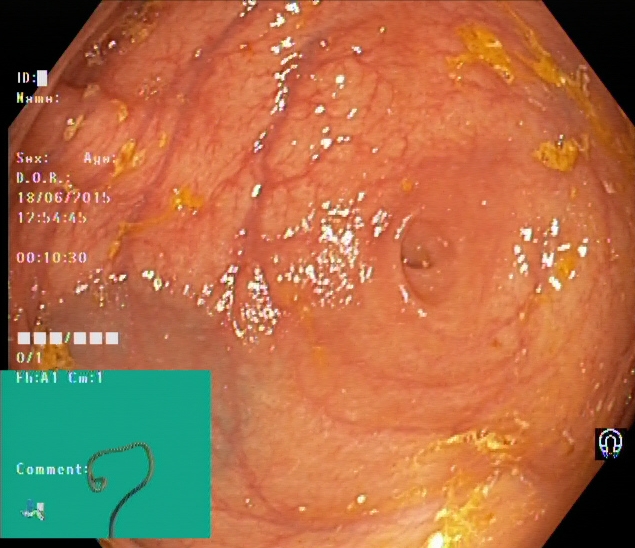 ID:
Name:
Sex: Age:
D.O.B.:
18/06/2015
12:54:45
00:10:30
/
0/1
Eh:A1 Cm:1
Comment: